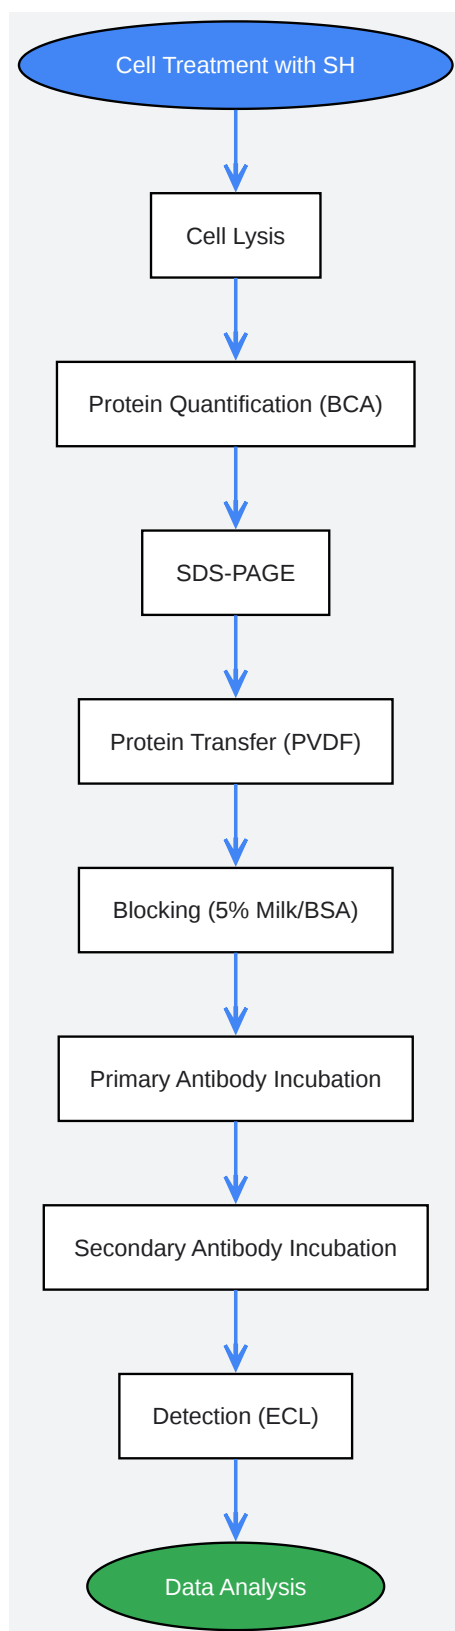 Cell Treatment with SH
Cell Lysis
Protein Quantification (BCA)
SDS-PAGE
Protein Transfer (PVDF)
Blocking (5% Milk/BSA)
Primary Antibody Incubation
Secondary Antibody Incubation
Detection (ECL)
Data Analysis